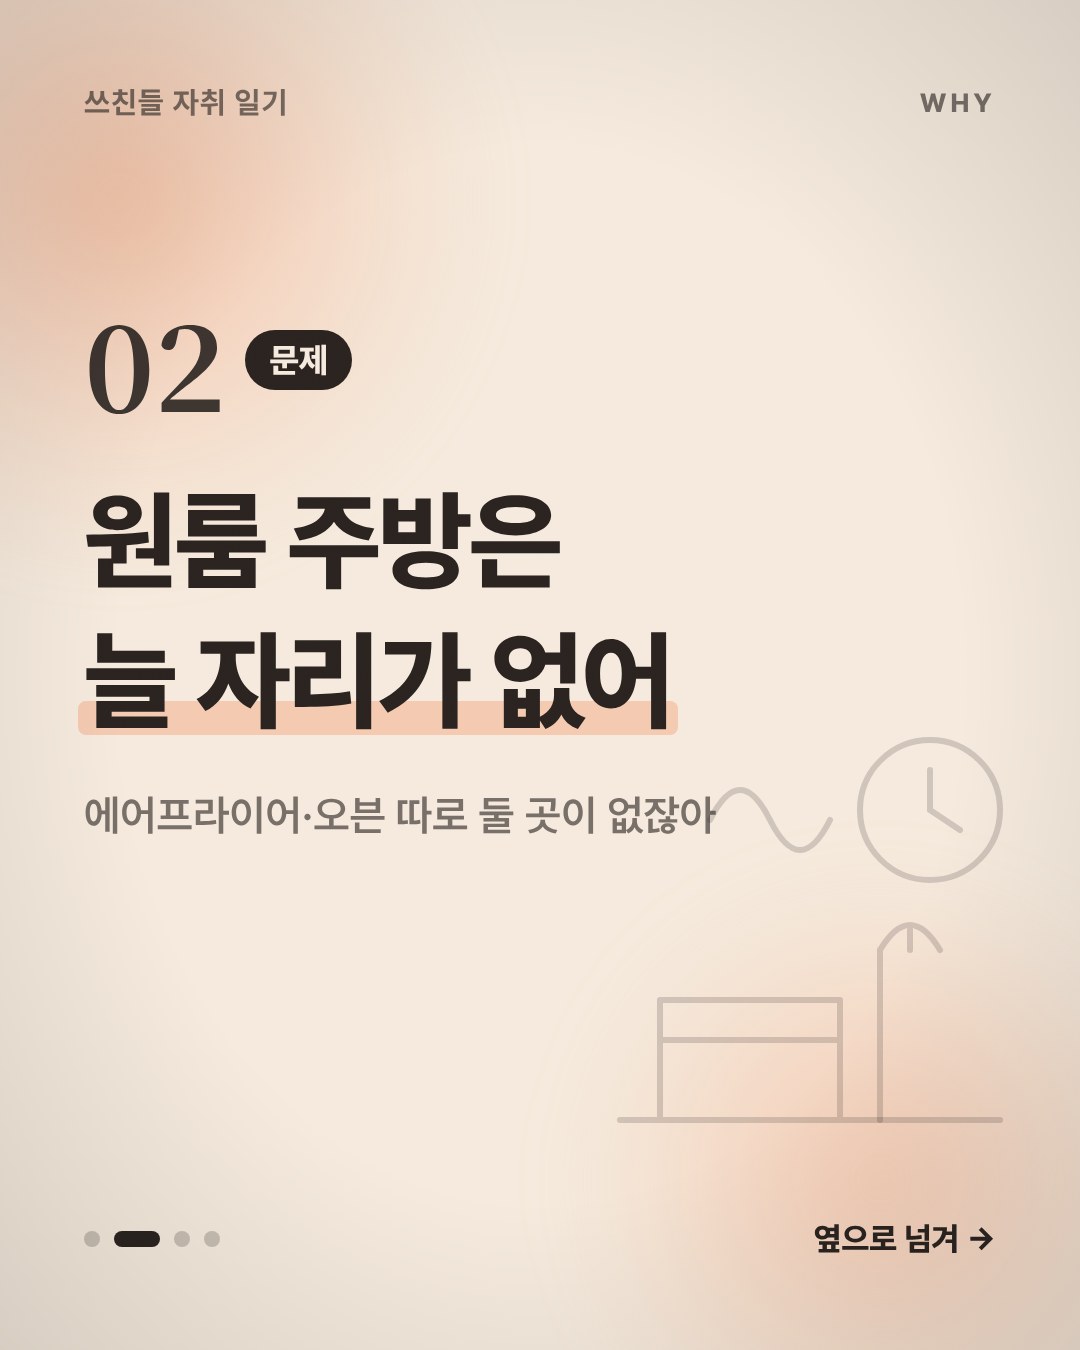 쓰친들 자취 일기
WHY
02 문제
원룸 주방은
늘 자리가 없어
에어프라이어·오븐 따로 둘 곳이 없잖아
옆으로 넘겨 →